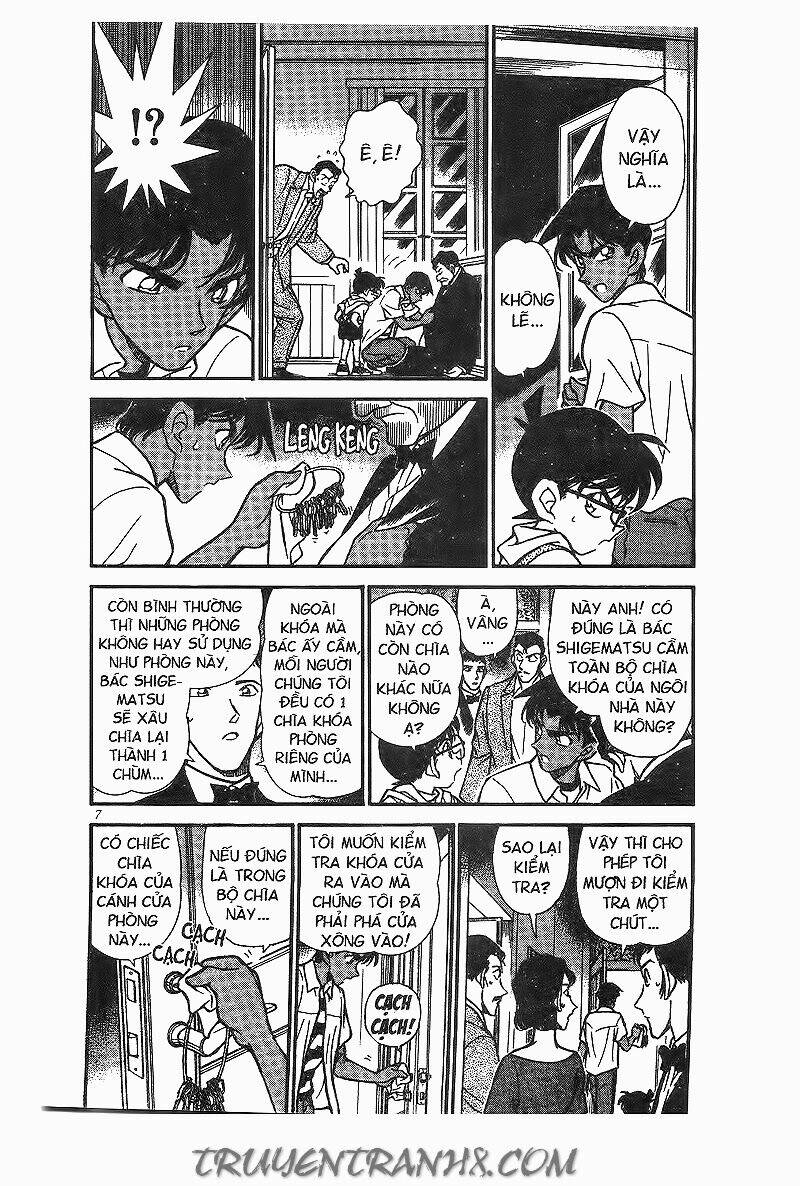 VẬY
NGHĨA
LÀ...
KHÔNG
LẼ...
Ê, Ê!
!?
LENG KENG
NÀY ANH! CÓ
ĐÚNG LÀ BÁC
SHIGEMATSU CẦM
TOÀN BỘ CHÌA
KHÓA CỦA NGÔI
NHÀ NÀY
KHÔNG?
À,
VÂNG
...
PHÒNG
NÀY CÓ
CÒN CHÌA
NÀO
KHÁC NỮA
KHÔNG
Ạ?
NGOÀI
KHÓA MÀ
BÁC ẤY CẦM,
MỖI NGƯỜI
CHÚNG TÔI
ĐỀU CÓ 1
CHÌA KHÓA
PHÒNG
RIÊNG CỦA
MÌNH...
CÒN BÌNH THƯỜNG
THÌ NHỮNG PHÒNG
KHÔNG HAY SỬ DỤNG
NHƯ PHÒNG NÀY,
BÁC SHIGE-
MATSU
SẼ XÂU
CHÌA LẠI
THÀNH 1
CHÙM...
7
VẬY THÌ CHO
PHÉP TÔI
MƯỢN ĐI KIỂM
TRA MỘT
CHÚT...
SAO LẠI
KIỂM
TRA?
TÔI MUỐN KIỂM
TRA KHÓA CỬA
RA VÀO MÀ
CHÚNG TÔI ĐÃ
PHẢI PHÁ CỬA
XÔNG VÀO!
CẠCH
CẠCH!
NẾU ĐÚNG
LÀ TRONG
BỘ CHÌA
NÀY...
CÓ CHIẾC
CHÌA
KHÓA CỦA
CÁNH CỬA
PHÒNG
NÀY...
CẠCH
CẠCH
TRUYENTRANH8.COM